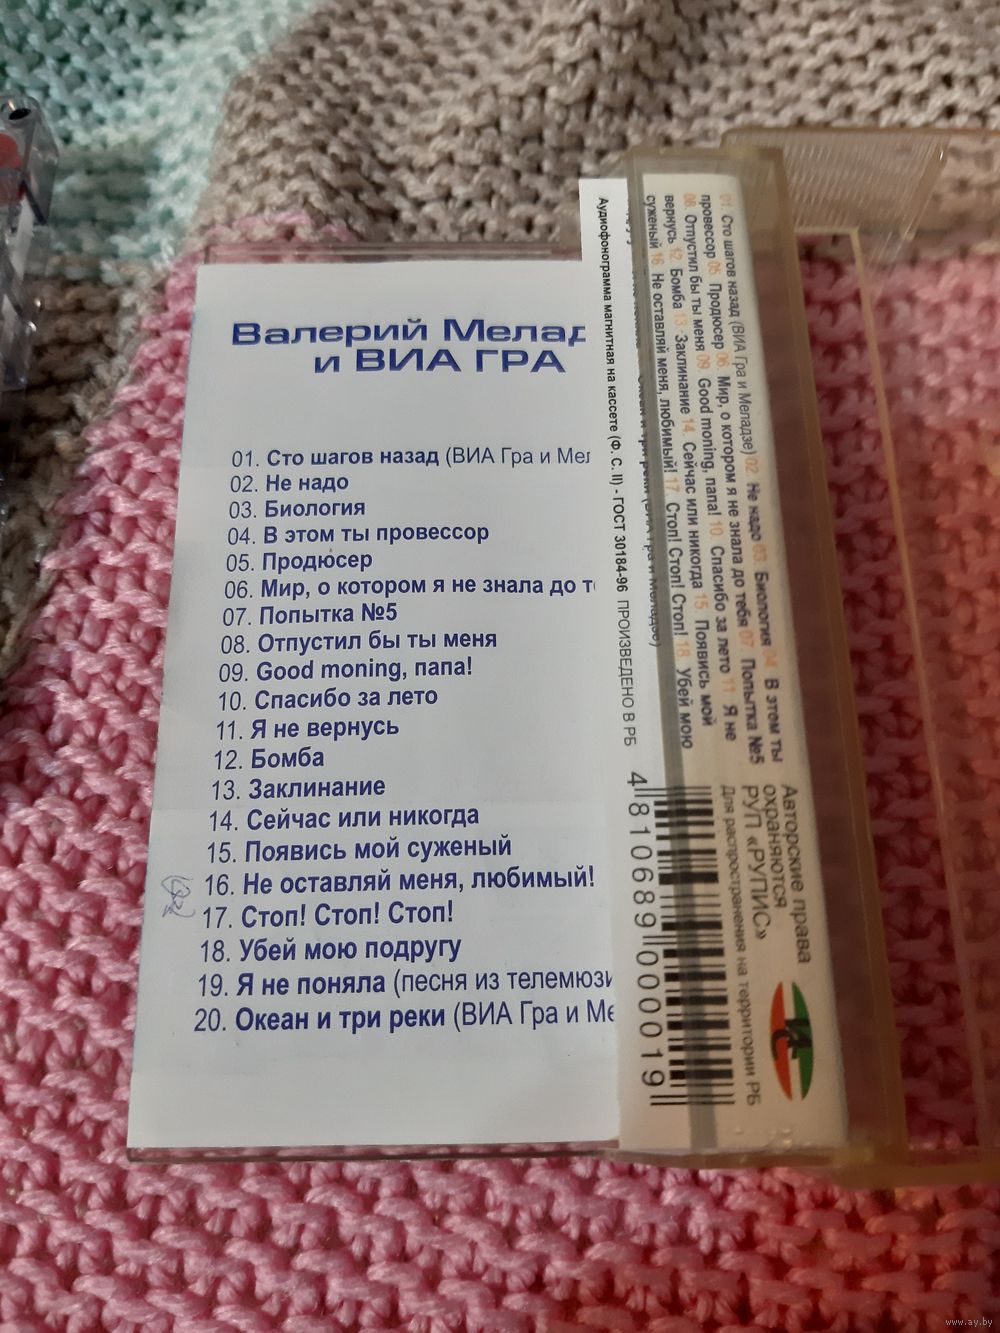 Валерий Мелад
и ВИА ГРА
01. Сто шагов назад (ВИА Гра и Мел
02. Не надо
03. Биология
04. В этом ты провессор
05. Продюсер
06. Мир, о котором я не знала до т
07. Попытка №5
08. Отпустил бы ты меня
09. Good moning, папа!
10. Спасибо за лето
11. Я не вернусь
12. Бомба
13. Заклинание
14. Сейчас или никогда
15. Появись мой суженый
16. Не оставляй меня, любимый!
17. Стоп! Стоп! Стоп!
18. Убей мою подругу
19. Я не поняла (песня из телемюзи
20. Океан и три реки (ВИА Гра и Ме
01. Сто шагов назад (ВИА Гра и Меладзе) 02. Не надо 03 Биология 04. В этом ты
провессор 05. Продюсер 06. Мир, о котором я не знала до тебя 07. Попытка №5
08. Отпустил бы ты меня 09. Good moning, папа! 10. Спасибо за лето 11. Я не
вернусь 12. Бомба 13. Заклинание 14. Сейчас или никогда 15. Появись мой
суженый 16. Не оставляй меня, любимый! 17. Стоп! Стоп! Стоп! 18. Убей мою
Океан и три реки (ВИА Гра и Меладзе)
Аудиофонограмма магнитная на кассете (Ф. С. II) - ГОСТ 30184-96 ПРОИЗВЕДЕНО В РБ
Авторские права
охраняются
РУП «РУПИС»
Для распространения на территории РБ
4 810689 000019
www.ay.by